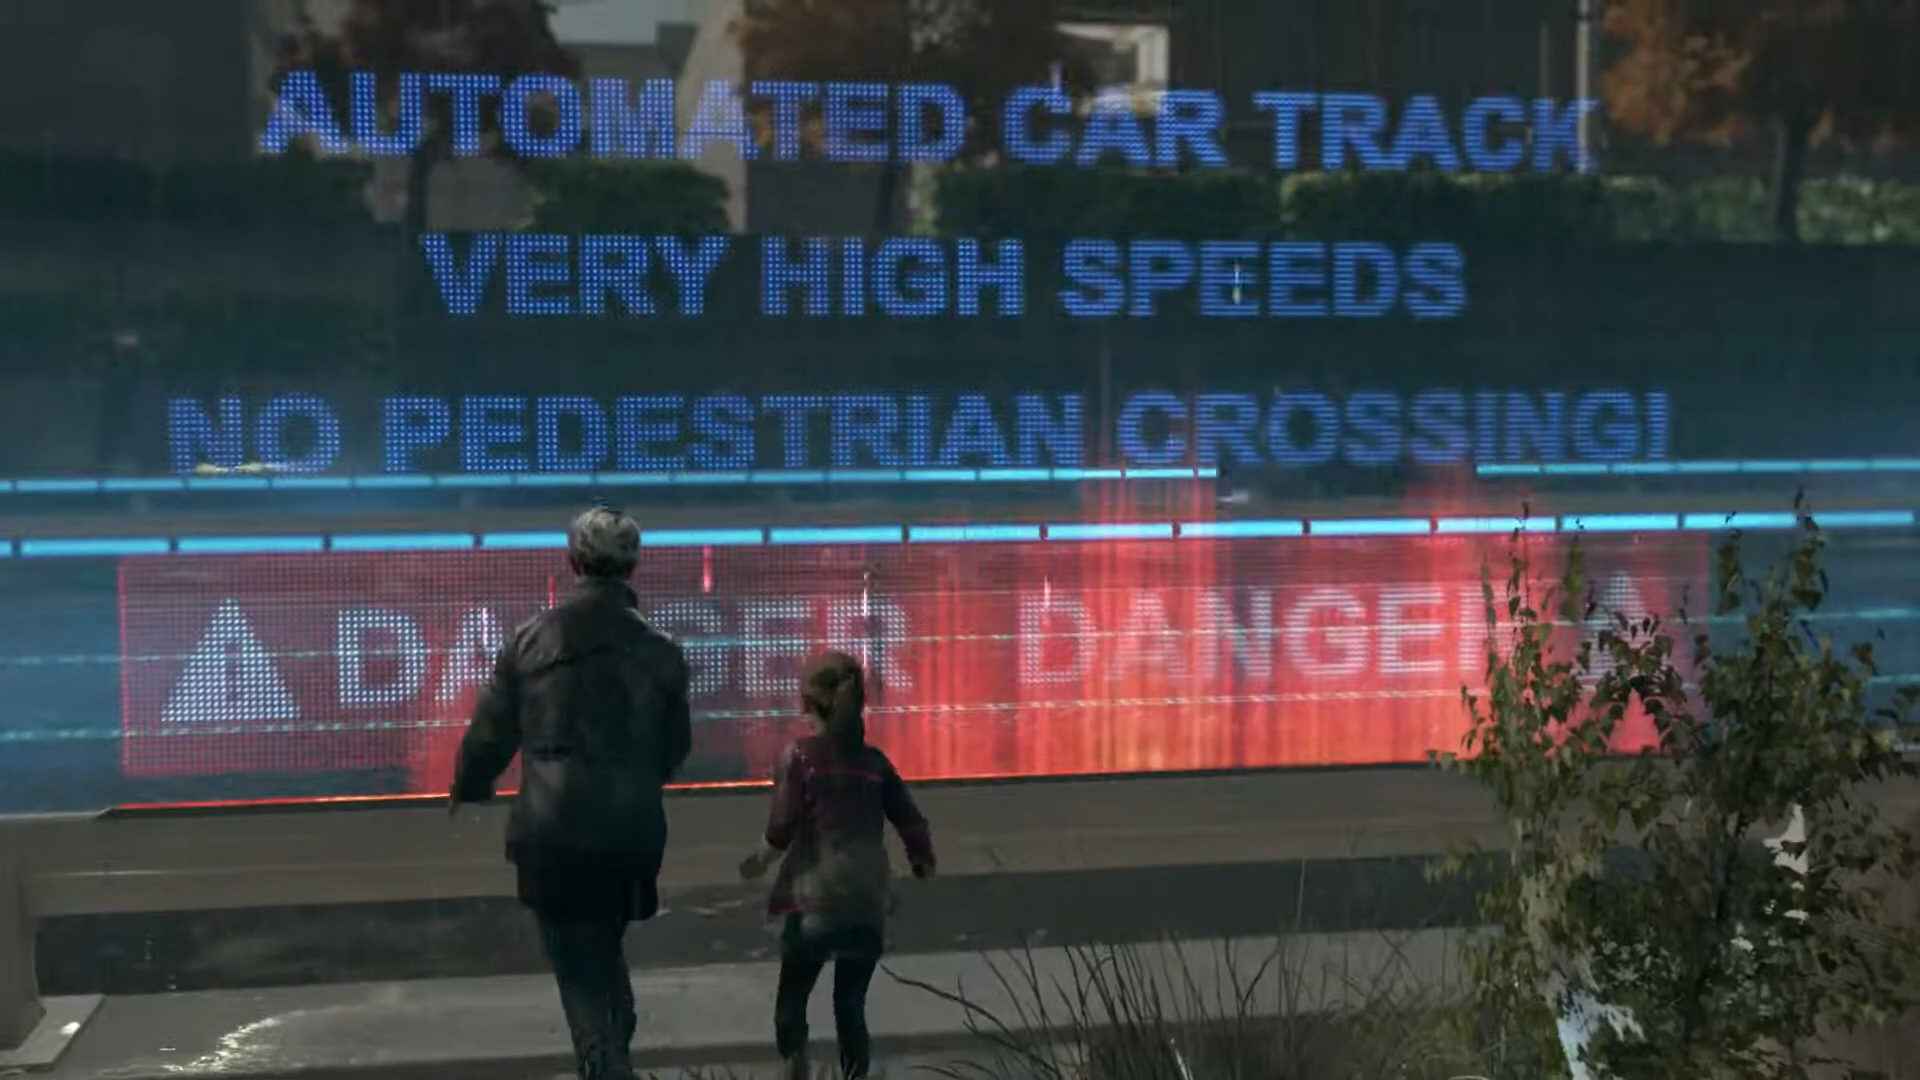 AUTOMATED CAR TRACK
VERY HIGH SPEEDS
NO PEDESTRIAN CROSSING!
DANGER DANGER